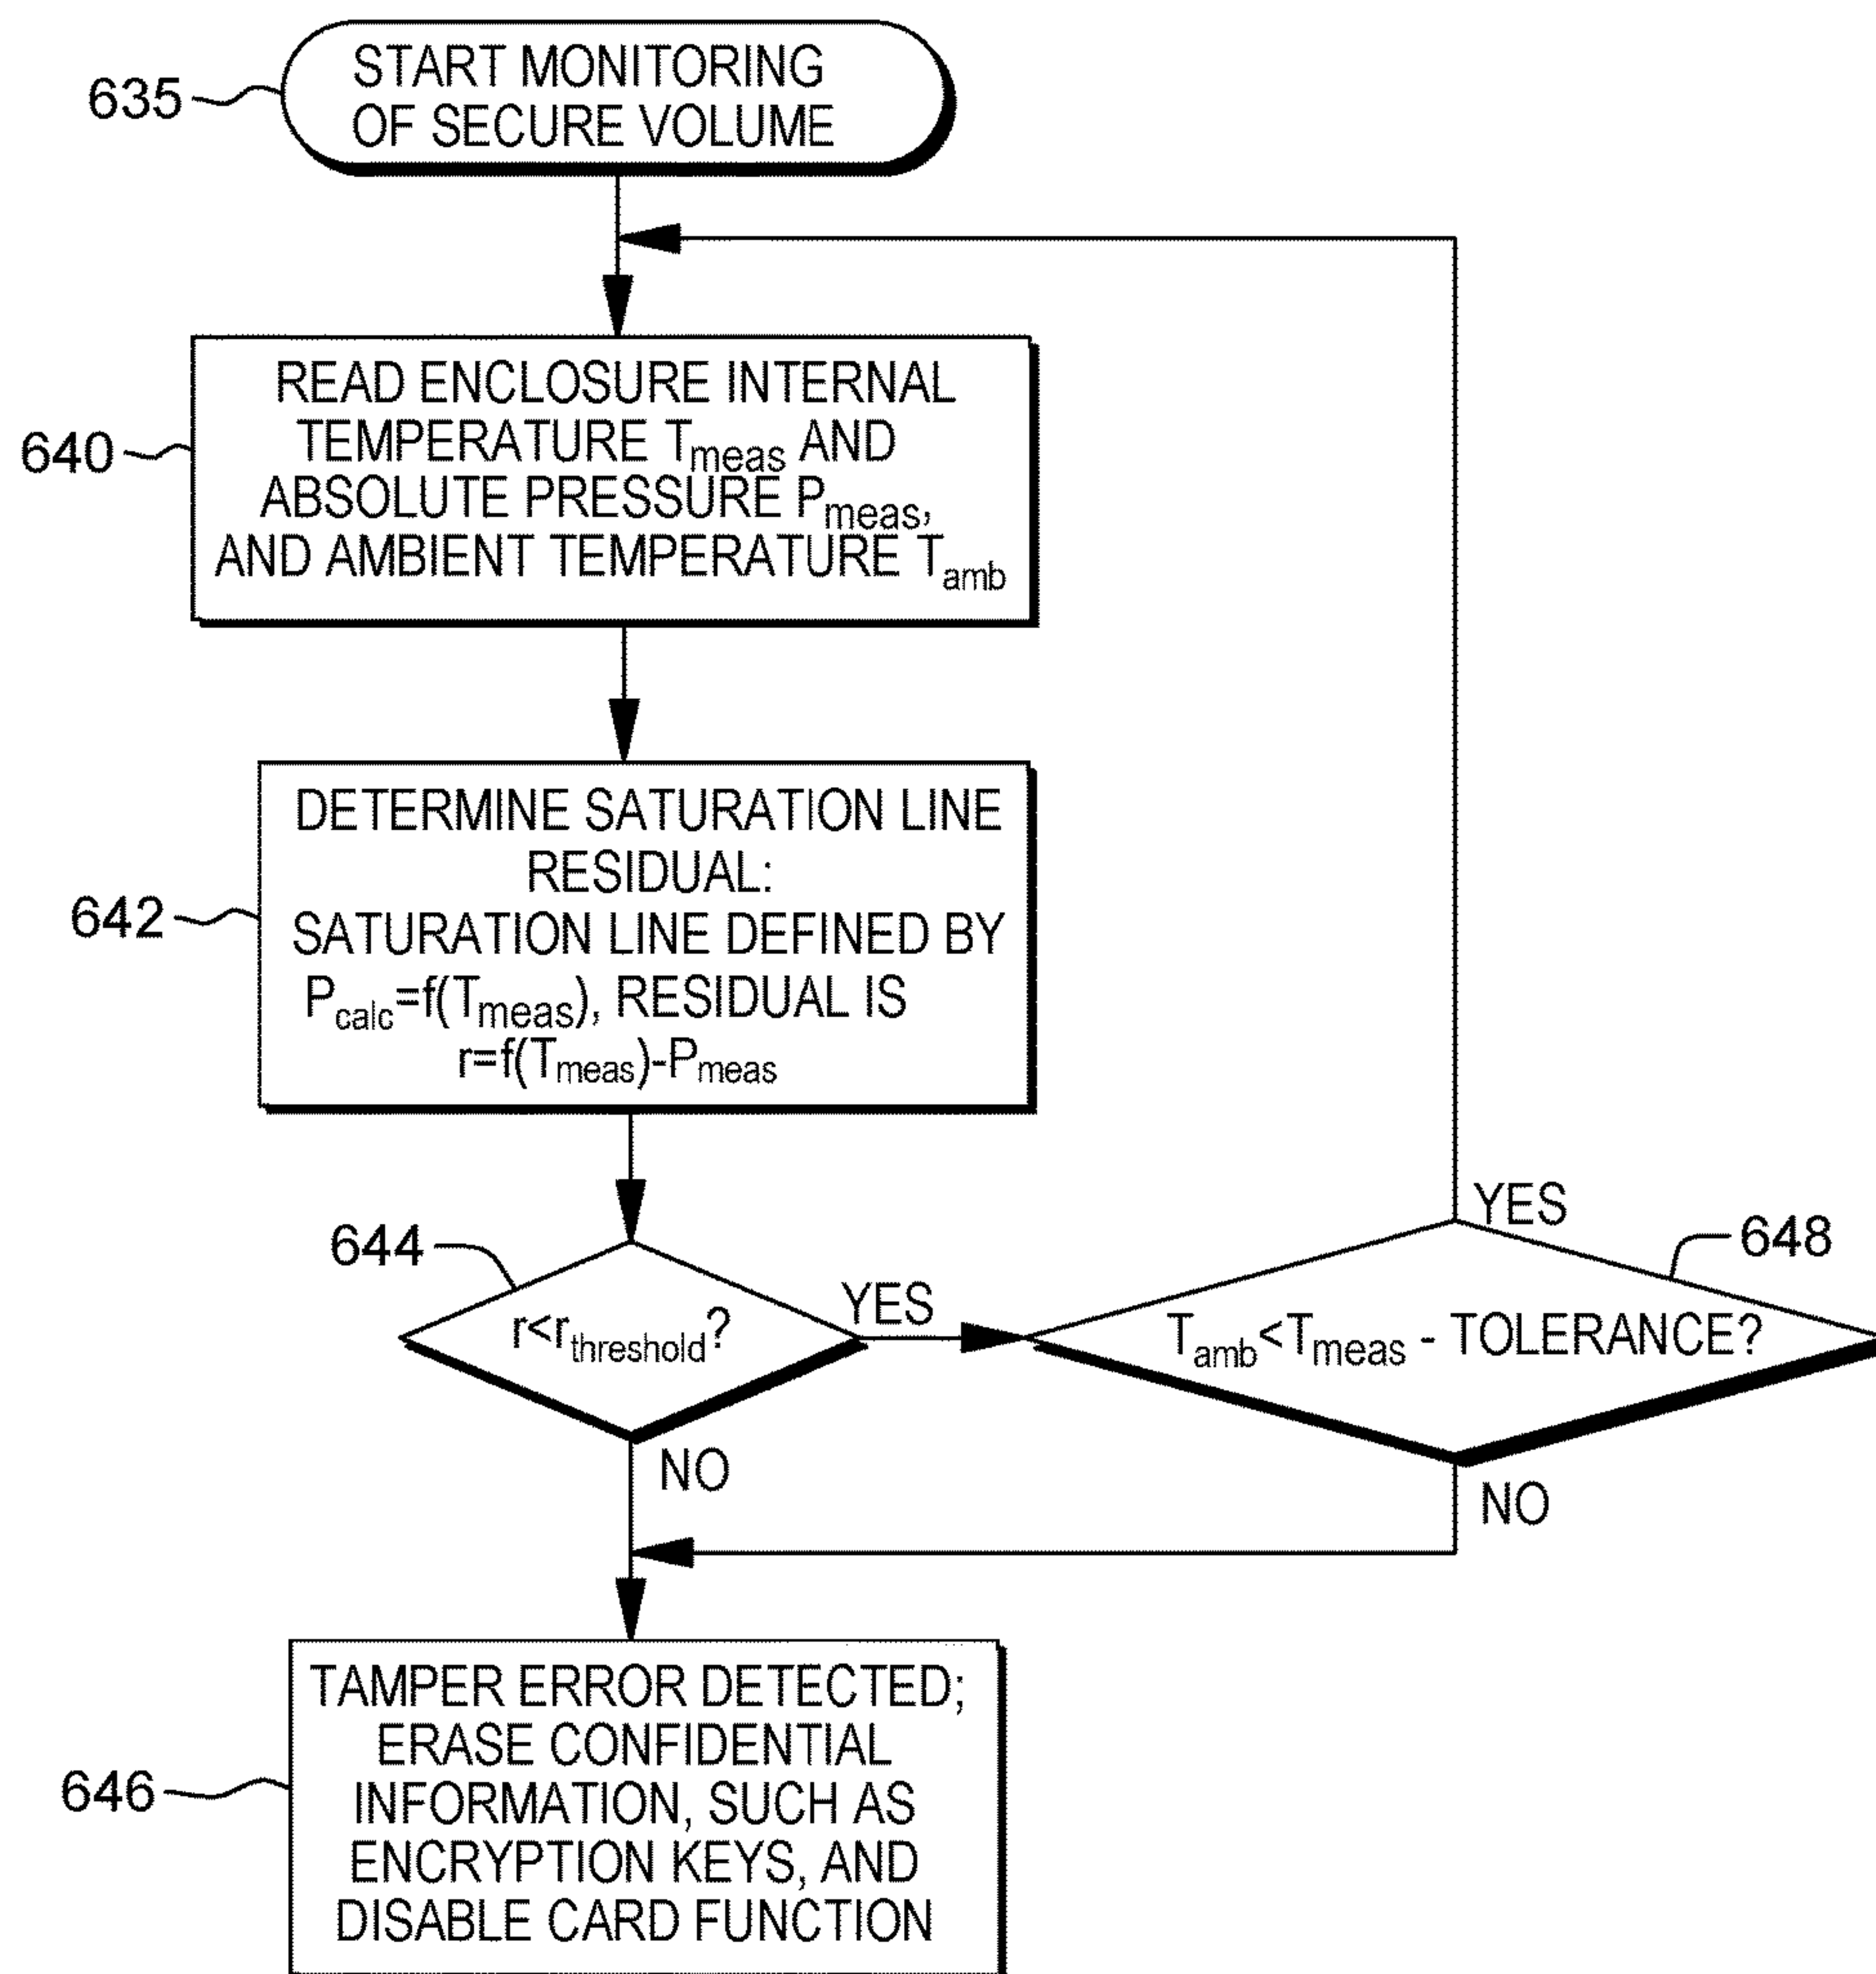 635
START MONITORING
OF SECURE VOLUME
640
READ ENCLOSURE INTERNAL
TEMPERATURE Tmeas AND
ABSOLUTE PRESSURE Pmeas,
AND AMBIENT TEMPERATURE Tamb
642
DETERMINE SATURATION LINE
RESIDUAL:
SATURATION LINE DEFINED BY
Pcalc=f(Tmeas), RESIDUAL IS
r=f(Tmeas)-Pmeas
644
r<rthreshold?
YES
NO
648
Tamb<Tmeas - TOLERANCE?
YES
NO
646
TAMPER ERROR DETECTED;
ERASE CONFIDENTIAL
INFORMATION, SUCH AS
ENCRYPTION KEYS, AND
DISABLE CARD FUNCTION